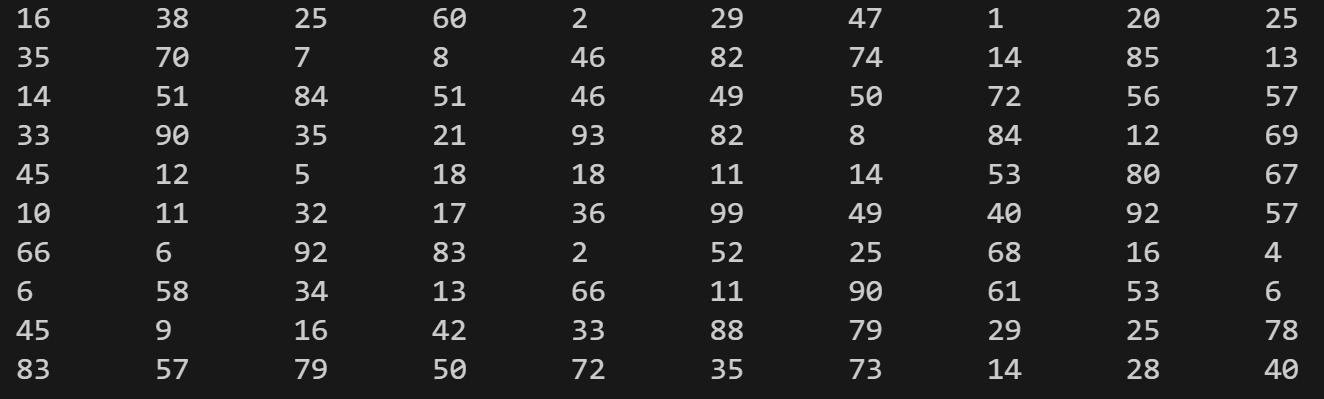 16 38 25 60 2 29 47 1 20 25
35 70 7 8 46 82 74 14 85 13
14 51 84 51 46 49 50 72 56 57
33 90 35 21 93 82 8 84 12 69
45 12 5 18 18 11 14 53 80 67
10 11 32 17 36 99 49 40 92 57
66 6 92 83 2 52 25 68 16 4
6 58 34 13 66 11 90 61 53 6
45 9 16 42 33 88 79 29 25 78
83 57 79 50 72 35 73 14 28 40